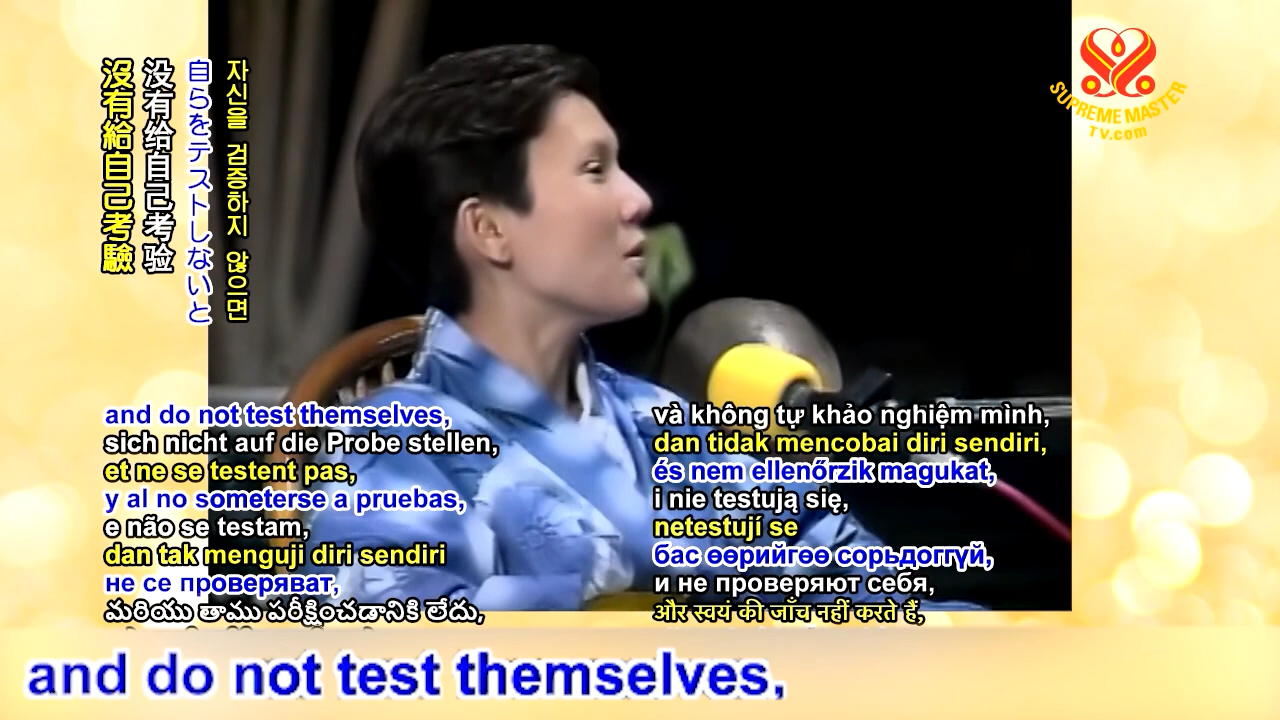 沒有給自己考驗
没有给自己考验
自らをテストしないと
자신을 검증하지 않으면
SUPREME MASTER
TV.com
and do not test themselves,
sich nicht auf die Probe stellen,
et ne se testent pas,
y al no someterse a pruebas,
e não se testam,
dan tak menguji diri sendiri
не се проверяват,
మరియు తాము పరీక్షించడానికి లేదు,
và không tự khảo nghiệm mình,
dan tidak mencobai diri sendiri,
és nem ellenőrzik magukat,
i nie testują się,
netestují se
бас өөрийгөө сорьдоггүй,
и не проверяют себя,
और स्वयं की जाँच नहीं करते हैं,
and do not test themselves,